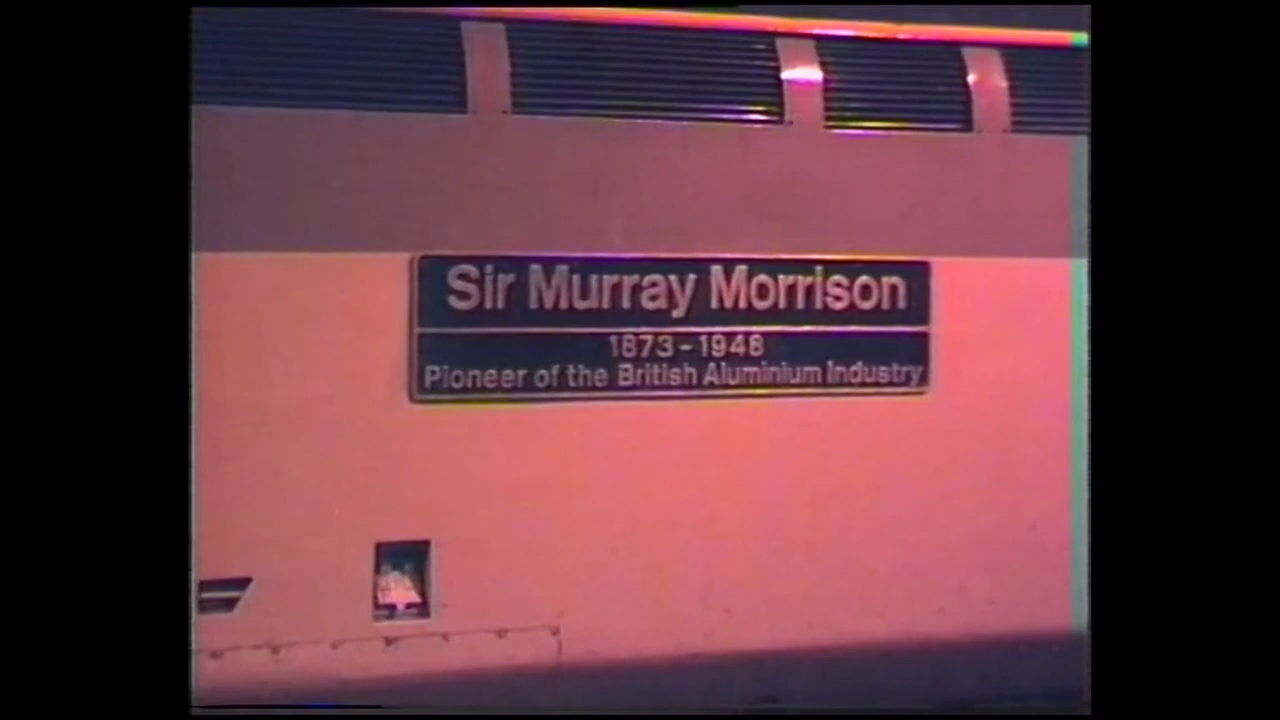 Sir Murray Morrison
1873-1948
Pioneer of the British Aluminium Industry